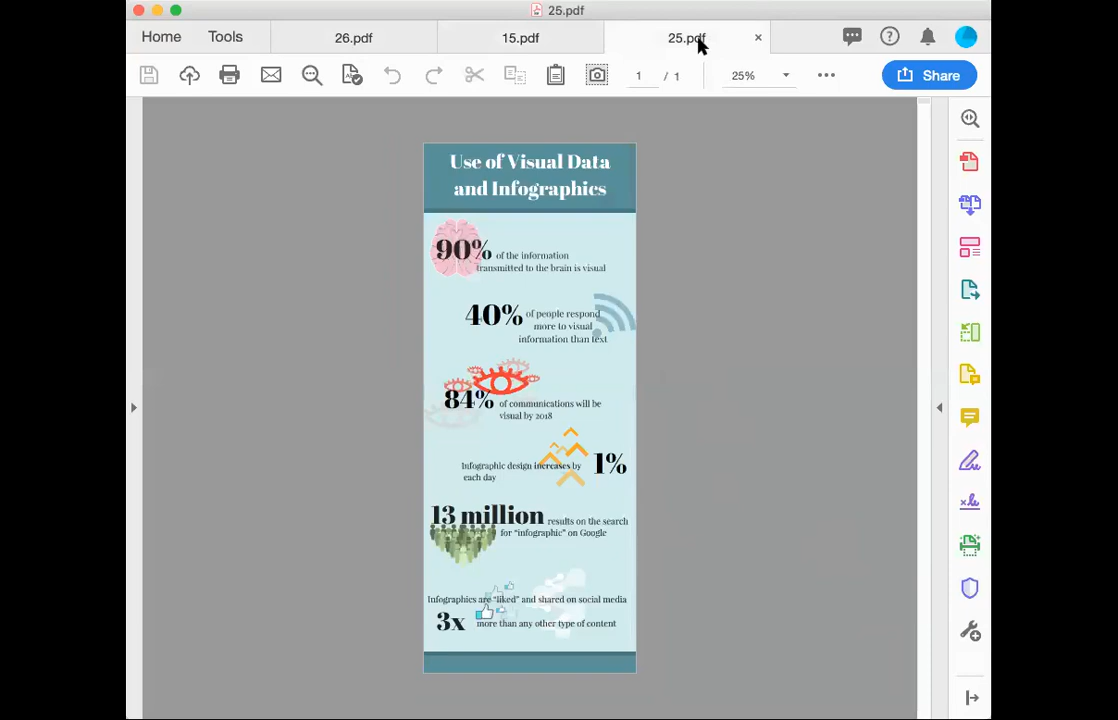 25.pdf
Home Tools 26.pdf 15.pdf 25.pdf ×
1 / 1 25% Share
Use of Visual Data
and Infographics
90% of the information
transmitted to the brain is visual
40% of people respond
more to visual
information than text
84% of communications will be
visual by 2018
Infographic design increases by 1%
each day
13 million results on the search
for "infographic" on Google
Infographics are "liked" and shared on social media
3x more than any other type of content